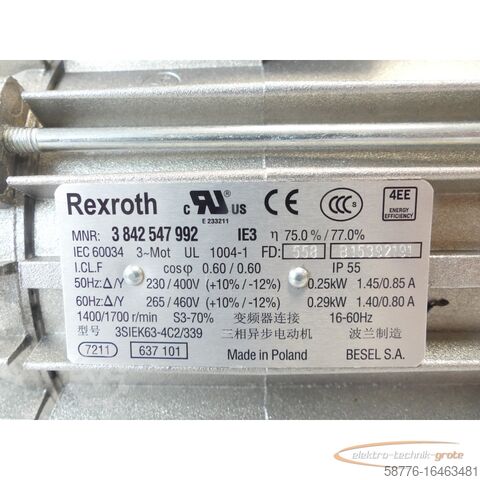 Rexroth c UR US CE CCC S 4EE
E 233211 ENERGY EFFICIENCY
MNR: 3 842 547 992 IE3 η 75.0% / 77.0%
IEC 60034 3~Mot UL 1004-1 FD: 558
I.CL.F cosφ 0.60 / 0.60 IP 55
50Hz: Δ/Y 230 / 400V (+10% / -12%) 0.25kW 1.45/0.85 A
60Hz: Δ/Y 265 / 460V (+10% / -12%) 0.29kW 1.40/0.80 A
1400/1700 r/min S3-70% 变频器连接 16-60Hz
型号 3SIEK63-4C2/339 三相异步电动机 波兰制造
7211 637 101 Made in Poland BESEL S.A.
elektro-technik-grote
58776-16463481